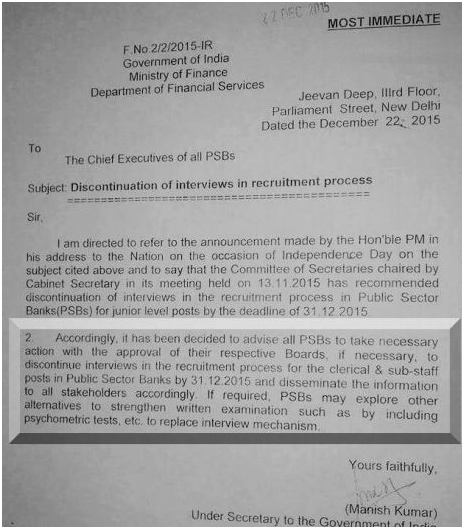 22 DEC 2015
MOST IMMEDIATE
F.No.2/2/2015-IR
Government of India
Ministry of Finance
Department of Financial Services
Jeevan Deep, IIIrd Floor,
Parliament Street, New Delhi
Dated the December 22, 2015
To
The Chief Executives of all PSBs
Subject: Discontinuation of interviews in recruitment process
==========================================
Sir,
I am directed to refer to the announcement made by the Hon'ble PM in
his address to the Nation on the occasion of Independence Day on the
subject cited above and to say that the Committee of Secretaries chaired by
Cabinet Secretary in its meeting held on 13.11.2015 has recommended
discontinuation of interviews in the recruitment process in Public Sector
Banks(PSBs) for junior level posts by the deadline of 31.12.2015
2. Accordingly, it has been decided to advise all PSBs to take necessary
action with the approval of their respective Boards, if necessary, to
discontinue interviews in the recruitment process for the clerical & sub-staff
posts in Public Sector Banks by 31.12.2015 and disseminate the information
to all stakeholders accordingly. If required, PSBs may explore other
alternatives to strengthen written examination such as by including
psychometric tests, etc. to replace interview mechanism.
Yours faithfully,
(Manish Kumar)
Under Secretary to the Government of India